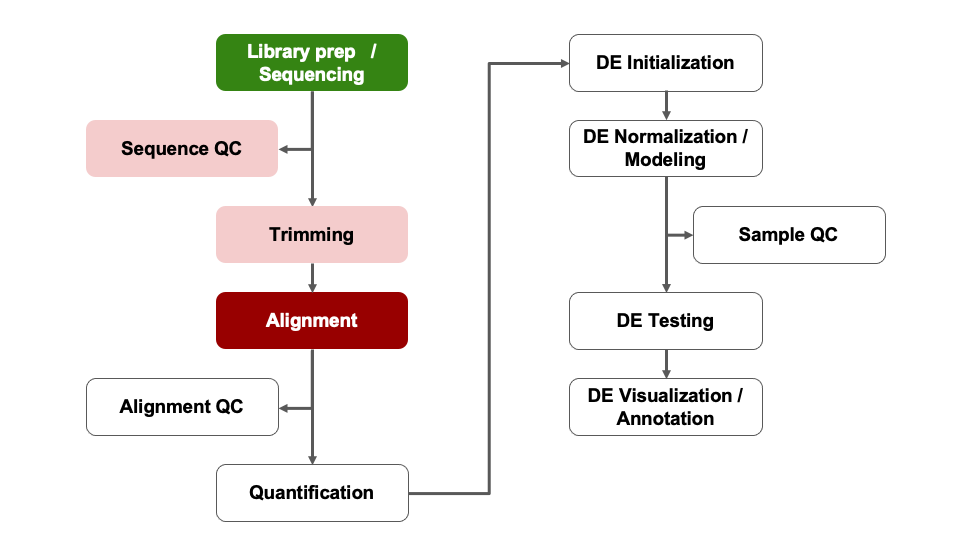 Library prep /
Sequencing
Sequence QC
Trimming
Alignment
Alignment QC
Quantification
DE Initialization
DE Normalization /
Modeling
Sample QC
DE Testing
DE Visualization /
Annotation